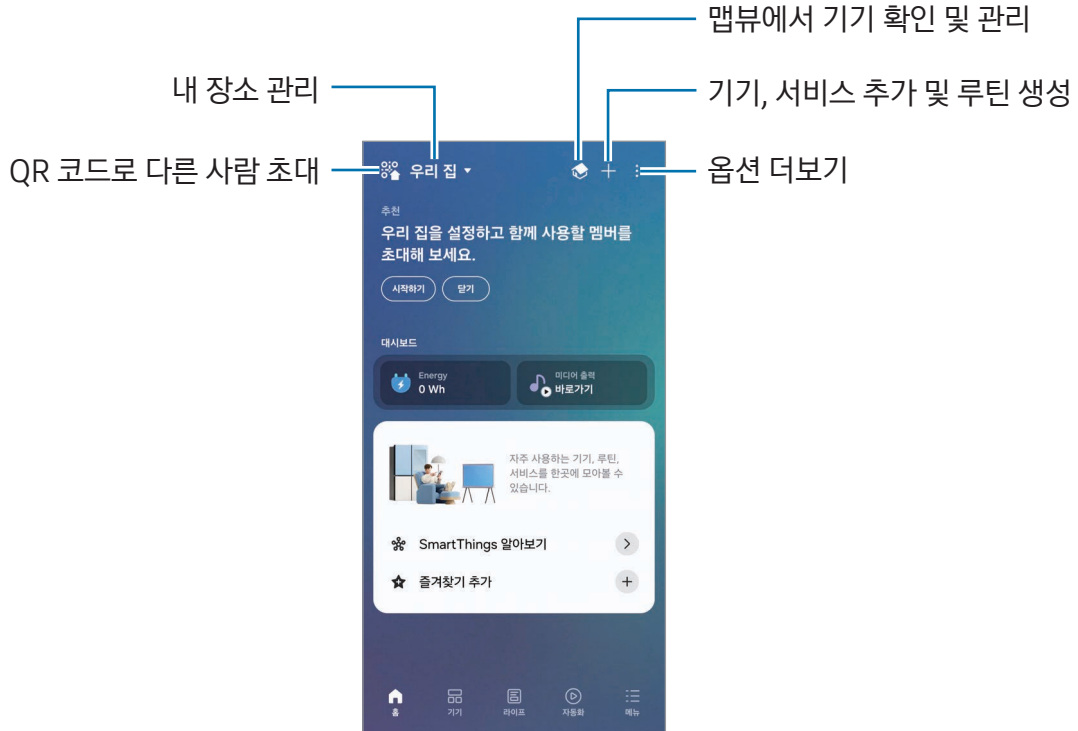 맵뷰에서 기기 확인 및 관리
내 장소 관리
기기, 서비스 추가 및 루틴 생성
QR 코드로 다른 사람 초대
우리 집
옵션 더보기
추천
우리 집을 설정하고 함께 사용할 멤버를
초대해 보세요.
시작하기 닫기
대시보드
Energy
0 Wh
미디어 출력
바로가기
자주 사용하는 기기, 루틴,
서비스를 한곳에 모아볼 수
있습니다.
SmartThings 알아보기
즐겨찾기 추가
홈 기기 라이프 자동화 메뉴